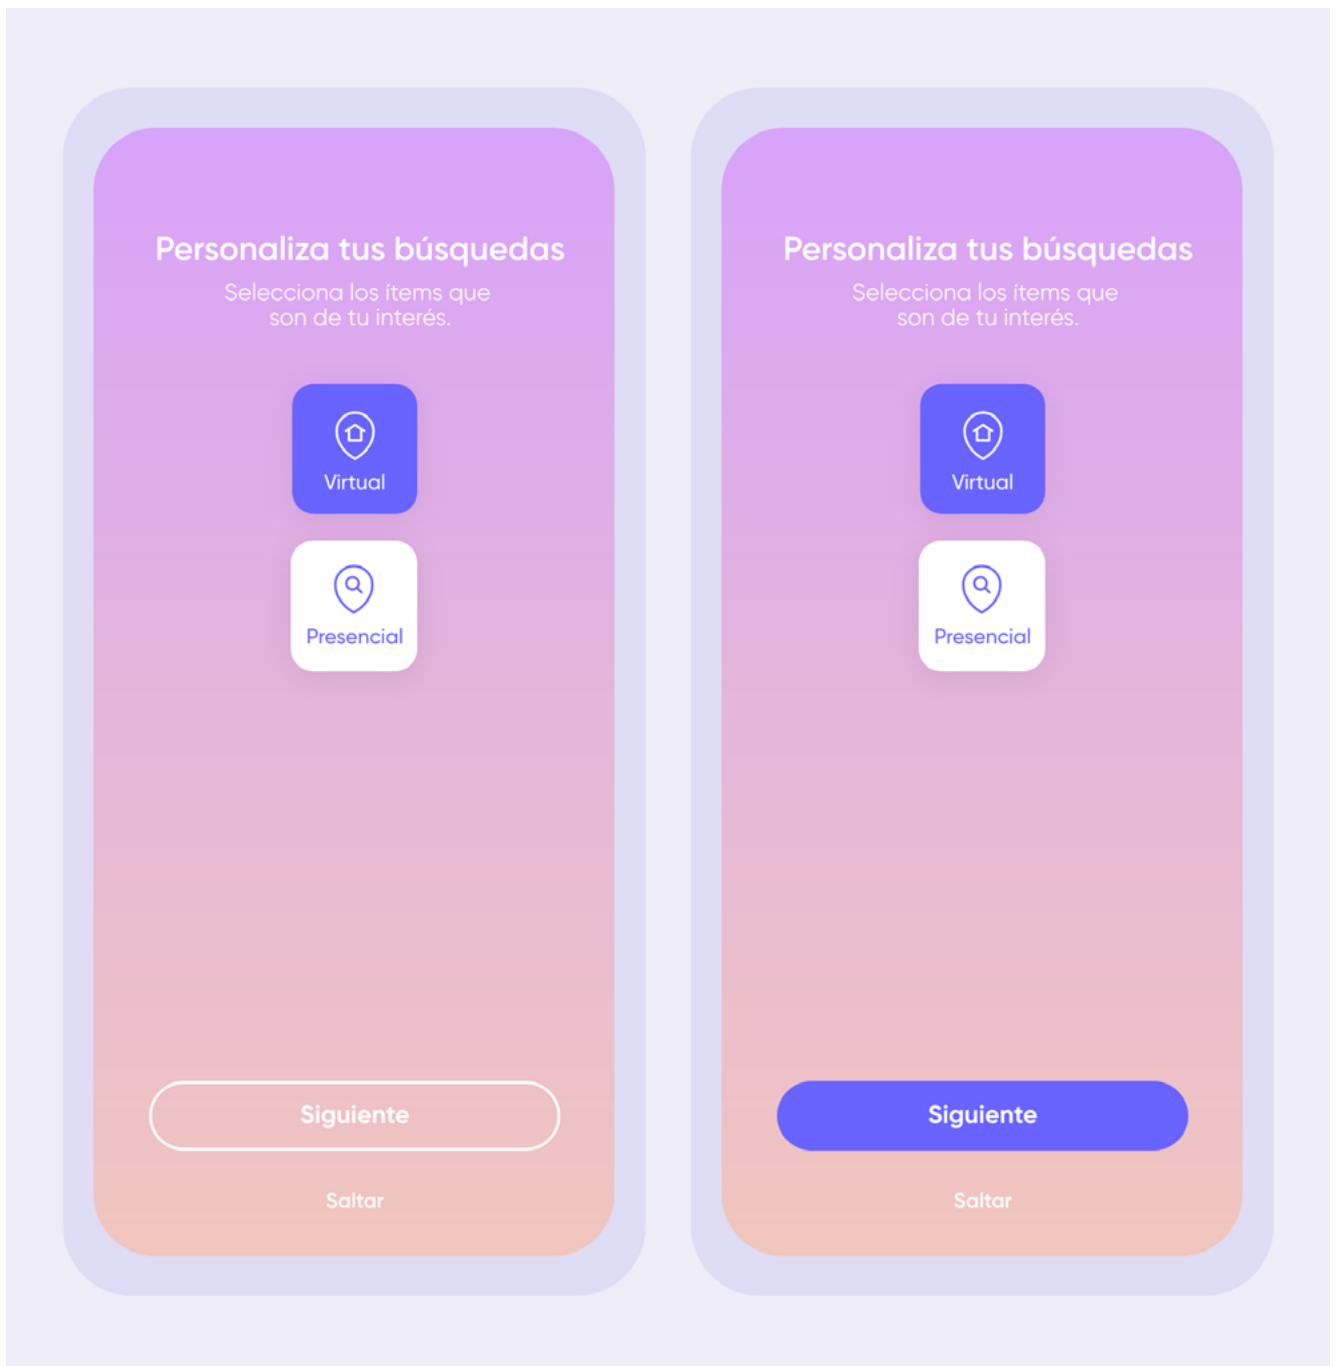 Personaliza tus búsquedas
Selecciona los ítems que
son de tu interés.
Virtual
Presencial
Siguiente
Saltar
Personaliza tus búsquedas
Selecciona los ítems que
son de tu interés.
Virtual
Presencial
Siguiente
Saltar